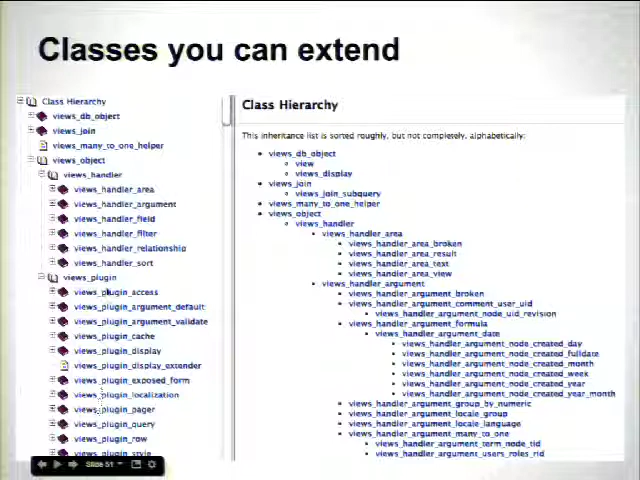 Classes you can extend
Class Hierarchy
views_db_object
views_join
views_many_to_one_helper
views_object
views_handler
views_handler_area
views_handler_argument
views_handler_field
views_handler_filter
views_handler_relationship
views_handler_sort
views_plugin
views_plugin_access
views_plugin_argument_default
views_plugin_argument_validate
views_plugin_cache
views_plugin_display
views_plugin_display_extender
views_plugin_exposed_form
views_plugin_localization
views_plugin_pager
views_plugin_query
views_plugin_row
views_plugin_style
Slide 51
Class Hierarchy
This inheritance list is sorted roughly, but not completely, alphabetically:
views_db_object
view
views_display
views_join
views_join_subquery
views_many_to_one_helper
views_object
views_handler
views_handler_area
views_handler_area_broken
views_handler_area_result
views_handler_area_text
views_handler_area_view
views_handler_argument
views_handler_argument_broken
views_handler_argument_comment_user_uid
views_handler_argument_node_uid_revision
views_handler_argument_formula
views_handler_argument_date
views_handler_argument_node_created_day
views_handler_argument_node_created_fulldate
views_handler_argument_node_created_month
views_handler_argument_node_created_week
views_handler_argument_node_created_year
views_handler_argument_node_created_year_month
views_handler_argument_group_by_numeric
views_handler_argument_locale_group
views_handler_argument_locale_language
views_handler_argument_many_to_one
views_handler_argument_term_node_tid
views_handler_argument_users_roles_rid